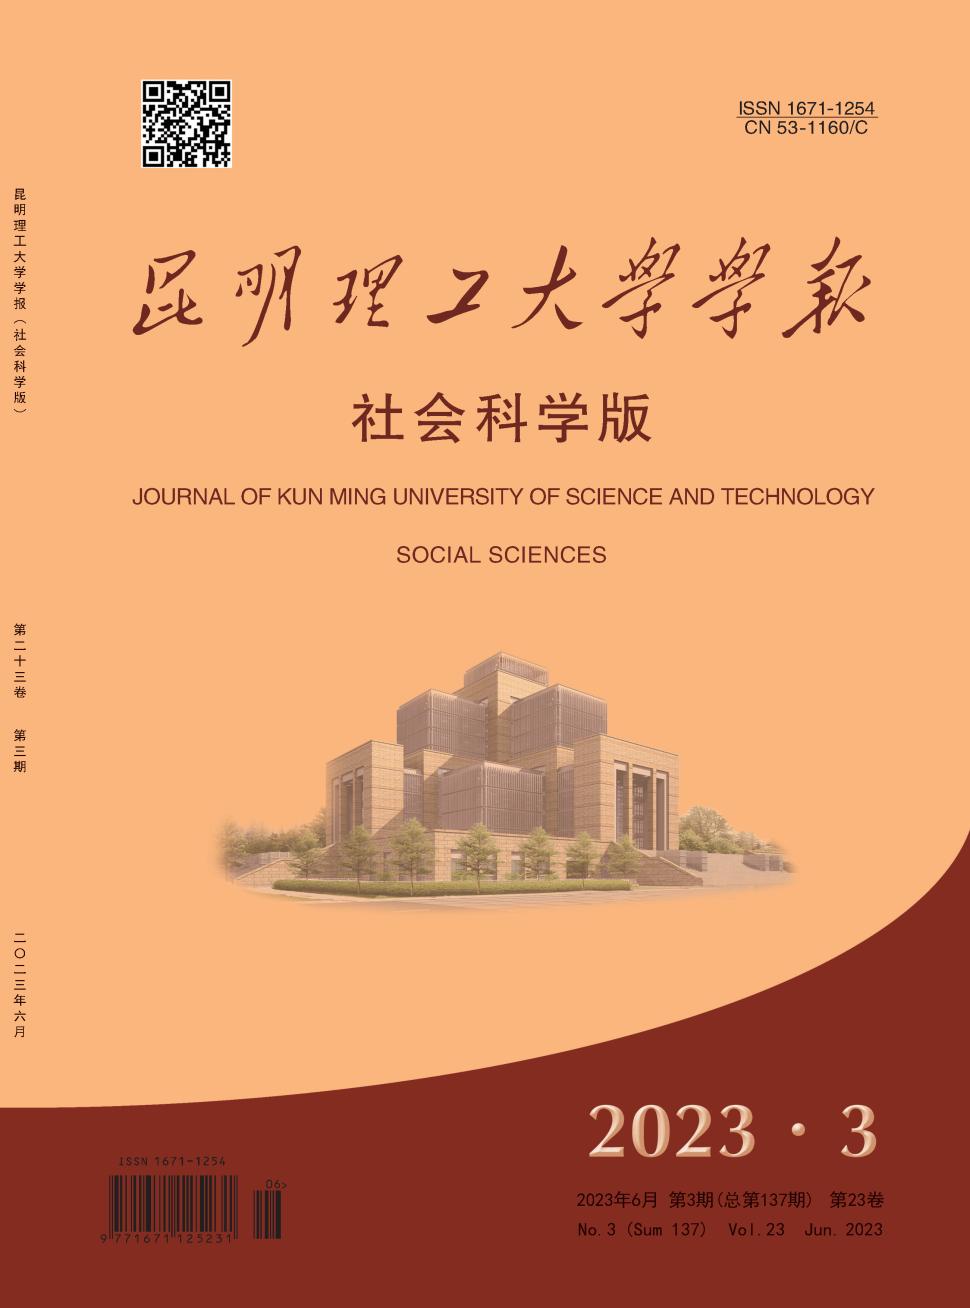 ISSN 1671-1254
CN 53-1160/C
昆明理工大學學報
社会科学版
JOURNAL OF KUN MING UNIVERSITY OF SCIENCE AND TECHNOLOGY
SOCIAL SCIENCES
昆明理工大学学报（社会科学版）
第二十三卷 第三期
二〇二三年六月
2023·3
2023年6月 第3期(总第137期) 第23卷
No.3 (Sum 137) Vol.23 Jun. 2023
ISSN 1671-1254
06>
9 771671 125231